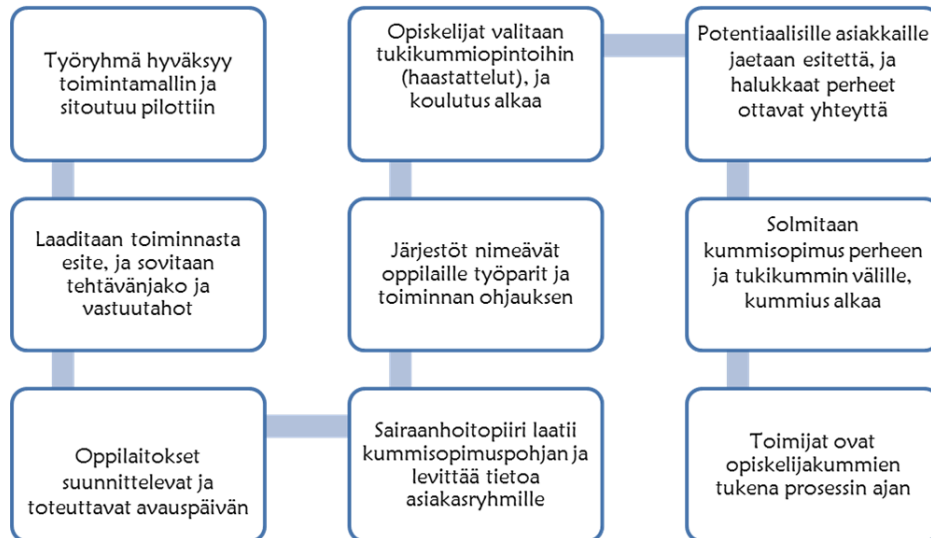 Työryhmä hyväksyy
toimintamallin ja
sitoutuu pilottiin
Laaditaan toiminnasta
esite, ja sovitaan
tehtävänjako ja
vastuutahot
Oppilaitokset
suunnittelevat ja
toteuttavat avauspäivän
Sairaanhoitopiiri laatii
kummisopimuspohjan ja
levittää tietoa
asiakasryhmille
Järjestöt nimeävät
oppilaille työparit ja
toiminnan ohjauksen
Opiskelijat valitaan
tukikummiopintoihin
(haastattelut), ja
koulutus alkaa
Potentiaalisille asiakkaille
jaetaan esitettä, ja
halukkaat perheet
ottavat yhteyttä
Solmitaan
kummisopimus perheen
ja tukikummin välille,
kummius alkaa
Toimijat ovat
opiskelijakummien
tukena prosessin ajan